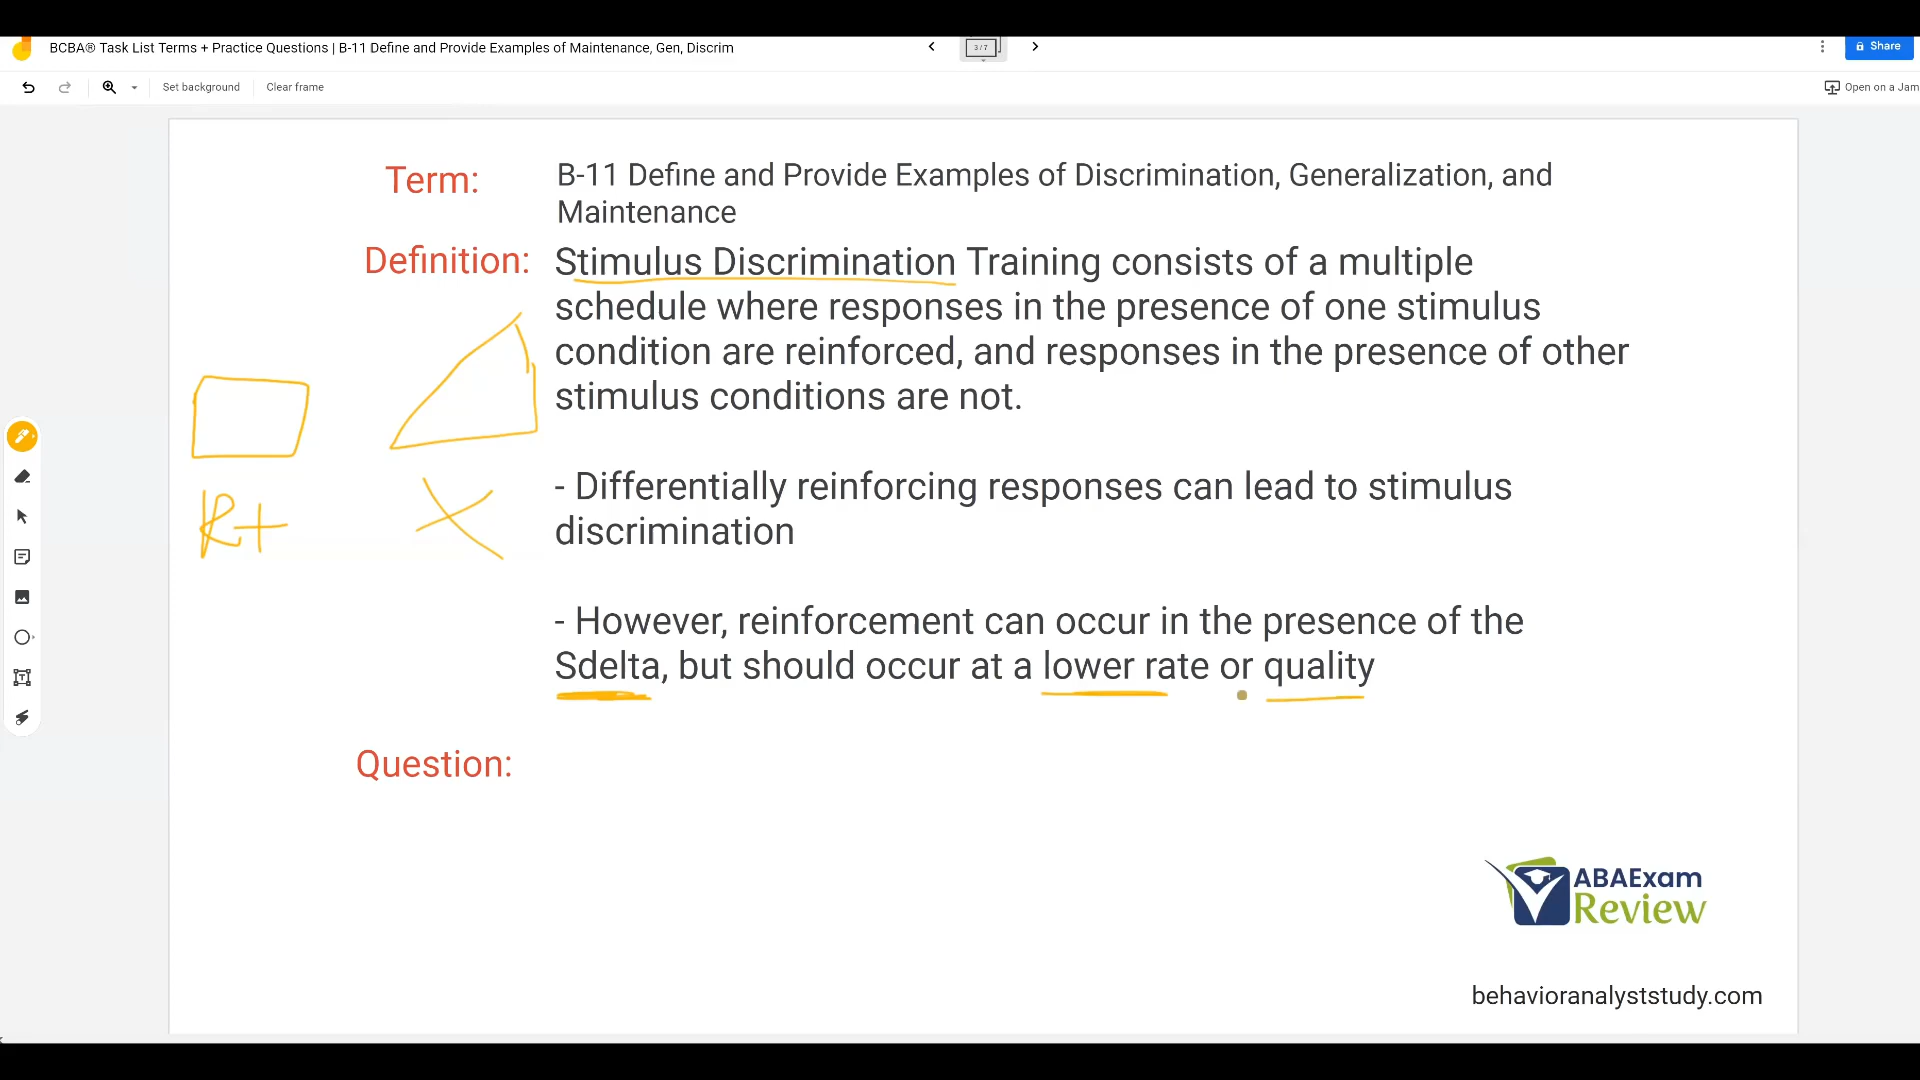 BCBA® Task List Terms + Practice Questions | B-11 Define and Provide Examples of Maintenance, Gen, Discrim
3 / 7
Share
Set background
Clear frame
Open on a Jam
Term:
B-11 Define and Provide Examples of Discrimination, Generalization, and
Maintenance
Definition:
Stimulus Discrimination Training consists of a multiple
schedule where responses in the presence of one stimulus
condition are reinforced, and responses in the presence of other
stimulus conditions are not.
R+
X
- Differentially reinforcing responses can lead to stimulus
discrimination
- However, reinforcement can occur in the presence of the
Sdelta, but should occur at a lower rate or quality
Question:
ABAExam
Review
behavioranalyststudy.com